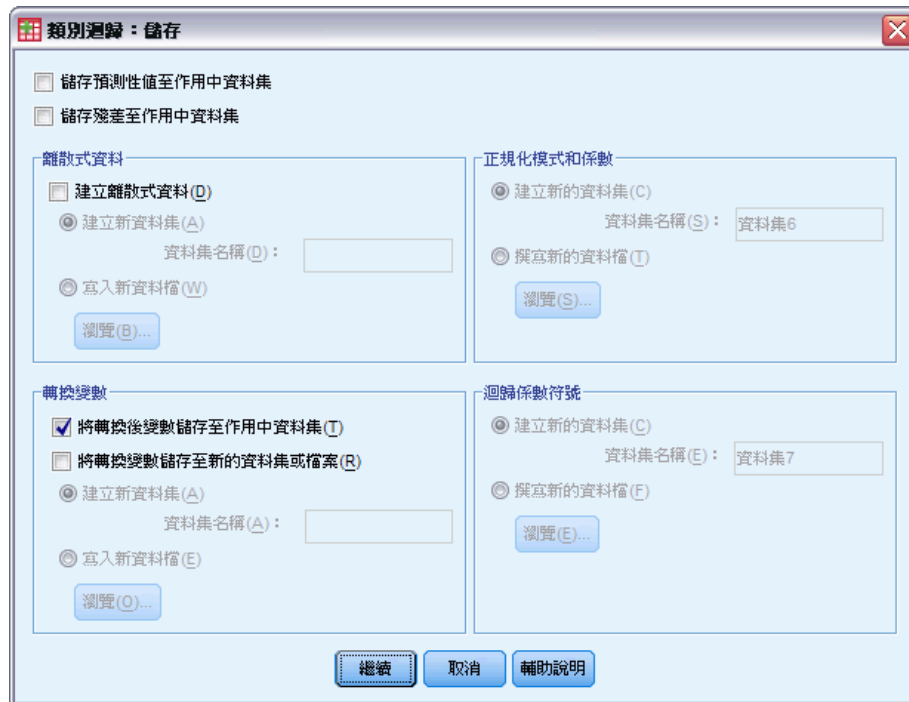 類別迴歸：儲存
儲存預測性值至作用中資料集
儲存殘差至作用中資料集
離散式資料
建立離散式資料(D)
建立新資料集(A)
資料集名稱(D)：
寫入新資料檔(W)
瀏覽(B)...
正規化模式和係數
建立新的資料集(C)
資料集名稱(S)：
資料集6
撰寫新的資料檔(T)
瀏覽(S)...
轉換變數
將轉換後變數儲存至作用中資料集(T)
將轉換變數儲存至新的資料集或檔案(R)
建立新資料集(A)
資料集名稱(A)：
寫入新資料檔(E)
瀏覽(O)...
迴歸係數符號
建立新的資料集(C)
資料集名稱(E)：
資料集7
撰寫新的資料檔(F)
瀏覽(E)...
繼續
取消
輔助說明